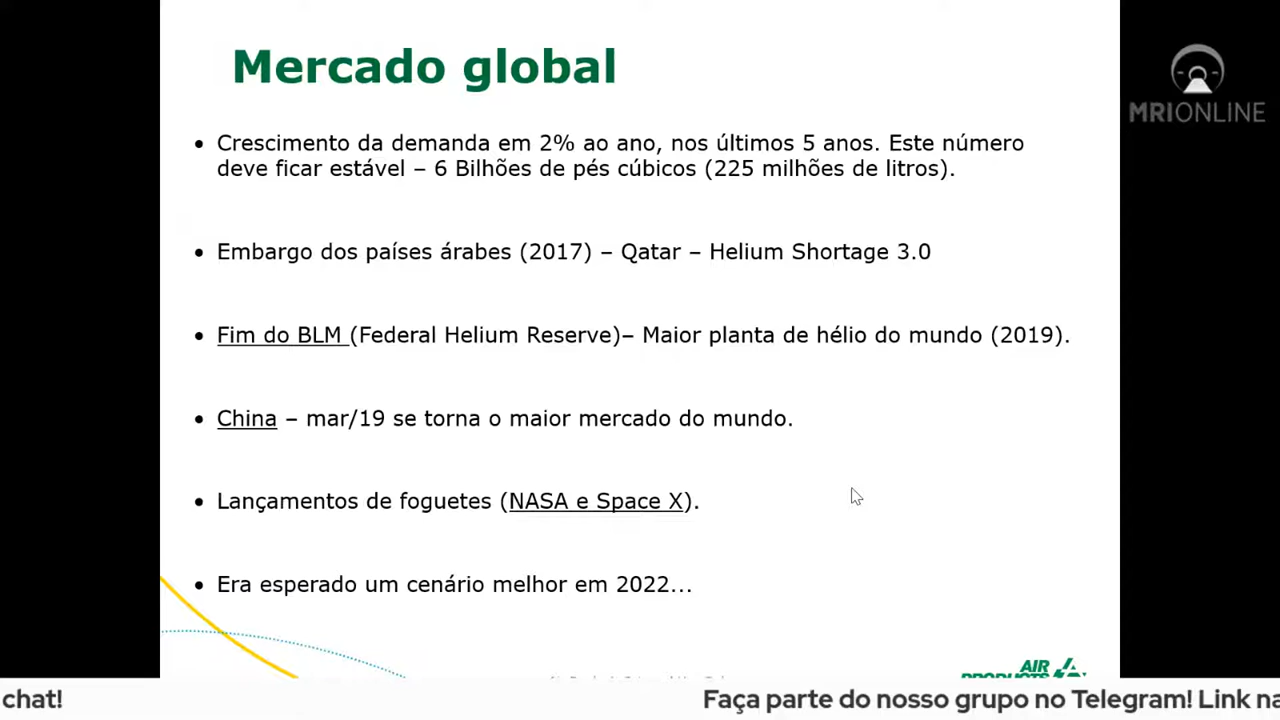 Mercado global
MRIONLINE
• Crescimento da demanda em 2% ao ano, nos últimos 5 anos. Este número
deve ficar estável – 6 Bilhões de pés cúbicos (225 milhões de litros).
• Embargo dos países árabes (2017) – Qatar – Helium Shortage 3.0
• Fim do BLM (Federal Helium Reserve)– Maior planta de hélio do mundo (2019).
• China – mar/19 se torna o maior mercado do mundo.
• Lançamentos de foguetes (NASA e Space X).
• Era esperado um cenário melhor em 2022...
AIR
PRODUCTS
chat! Faça parte do nosso grupo no Telegram! Link na